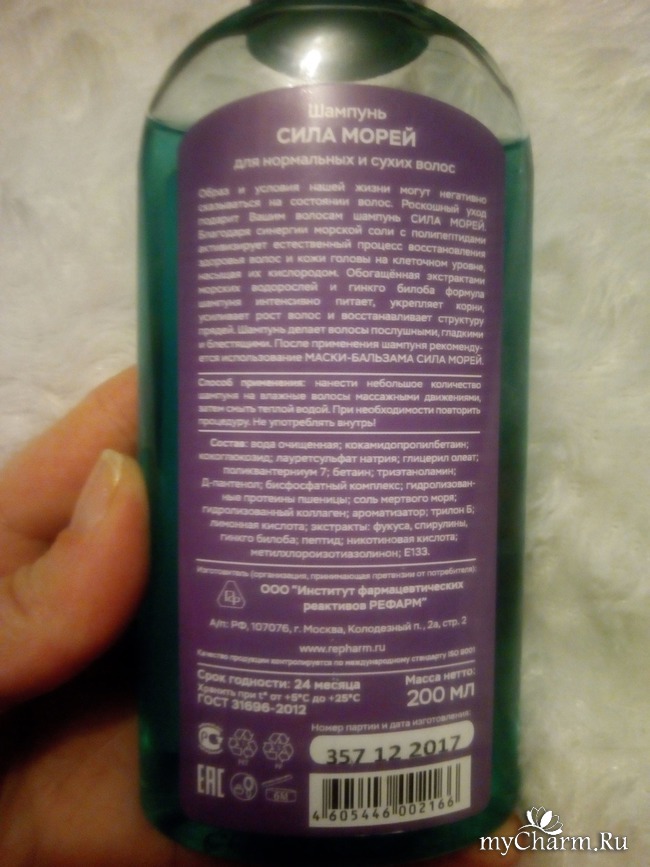 Шампунь
СИЛА МОРЕЙ
для нормальных и сухих волос
Образ и условия нашей жизни могут негативно
сказываться на состоянии волос. Роскошный уход
подарит Вашим волосам шампунь СИЛА МОРЕЙ.
Благодаря синергии морской соли с полипептидами
активизирует естественный процесс восстановления
здоровья волос и кожи головы на клеточном уровне,
насыщая их кислородом. Обогащённая экстрактами
морских водорослей и гинкго билоба формула
шампуня интенсивно питает, укрепляет корни,
усиливает рост волос и восстанавливает структуру
прядей. Шампунь делает волосы послушными, гладкими
и блестящими. После применения шампуня рекоменду-
ется использование МАСКИ-БАЛЬЗАМА СИЛА МОРЕЙ.
Способ применения: нанести небольшое количество
шампуня на влажные волосы массажными движениями,
затем смыть теплой водой. При необходимости повторить
процедуру. Не употреблять внутрь!
Состав: вода очищенная; кокамидопропилбетаин;
кокоглюкозид; лауретсульфат натрия; глицерил олеат;
поликватерниум 7; бетаин; триэтаноламин;
Д-пантенол; бисфосфатный комплекс; гидролизован-
ные протеины пшеницы; соль мертвого моря;
гидролизованный коллаген; ароматизатор; трилон Б;
лимонная кислота; экстракты: фукуса, спирулины,
гинкго билоба; пептид; никотиновая кислота;
метилхлороизотиазолинон; Е133.
Изготовитель (организация, принимающая претензии от потребителя):
ООО "Институт фармацевтических
реактивов РЕФАРМ"
А/п: РФ, 107076, г. Москва, Колодезный п., 2а, стр. 2
www.repharm.ru
Качество продукции контролируется по международному стандарту ISO 9001
Срок годности: 24 месяца
Хранить при t° от +5°C до +25°C
ГОСТ 31696-2012
Масса нетто:
200 МЛ
Номер партии и дата изготовления:
357 12 2017
EAC
6M
4 605446 002166
myCharm.Ru